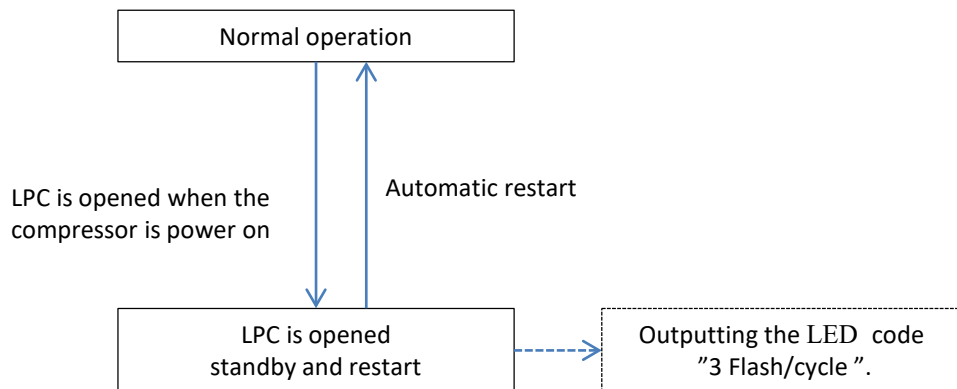 Normal operation
LPC is opened when the
compressor is power on
Automatic restart
LPC is opened
standby and restart
Outputting the LED code
”3 Flash/cycle ”.